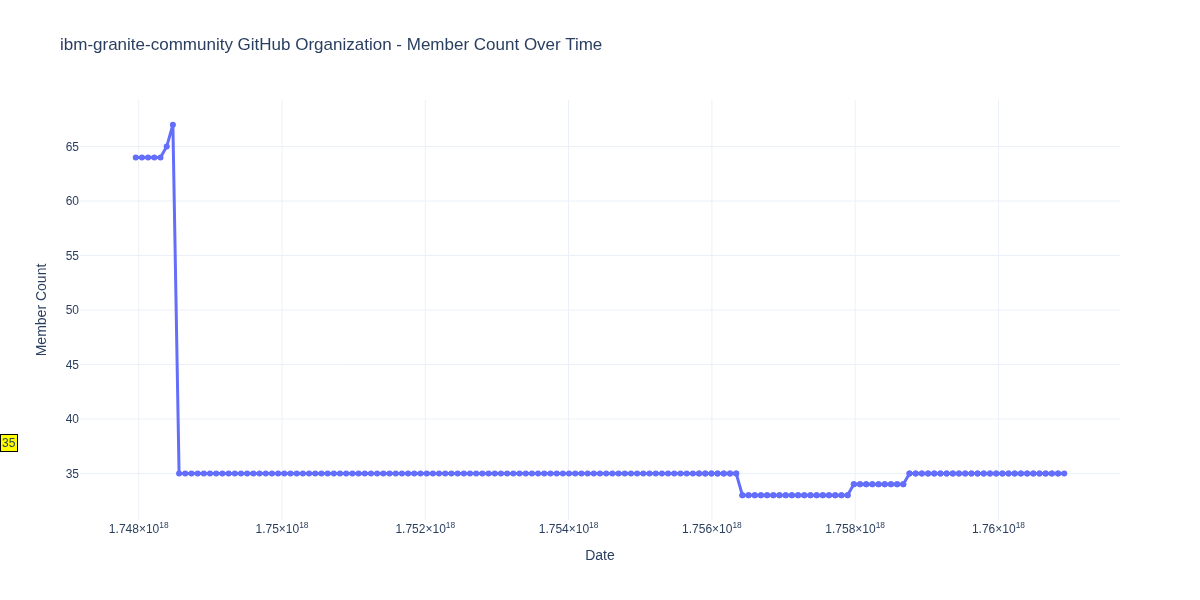 ibm-granite-community GitHub Organization - Member Count Over Time
65
60
55
50
45
40
35
Member Count
35
1.748×10¹⁸ 1.75×10¹⁸ 1.752×10¹⁸ 1.754×10¹⁸ 1.756×10¹⁸ 1.758×10¹⁸ 1.76×10¹⁸
Date